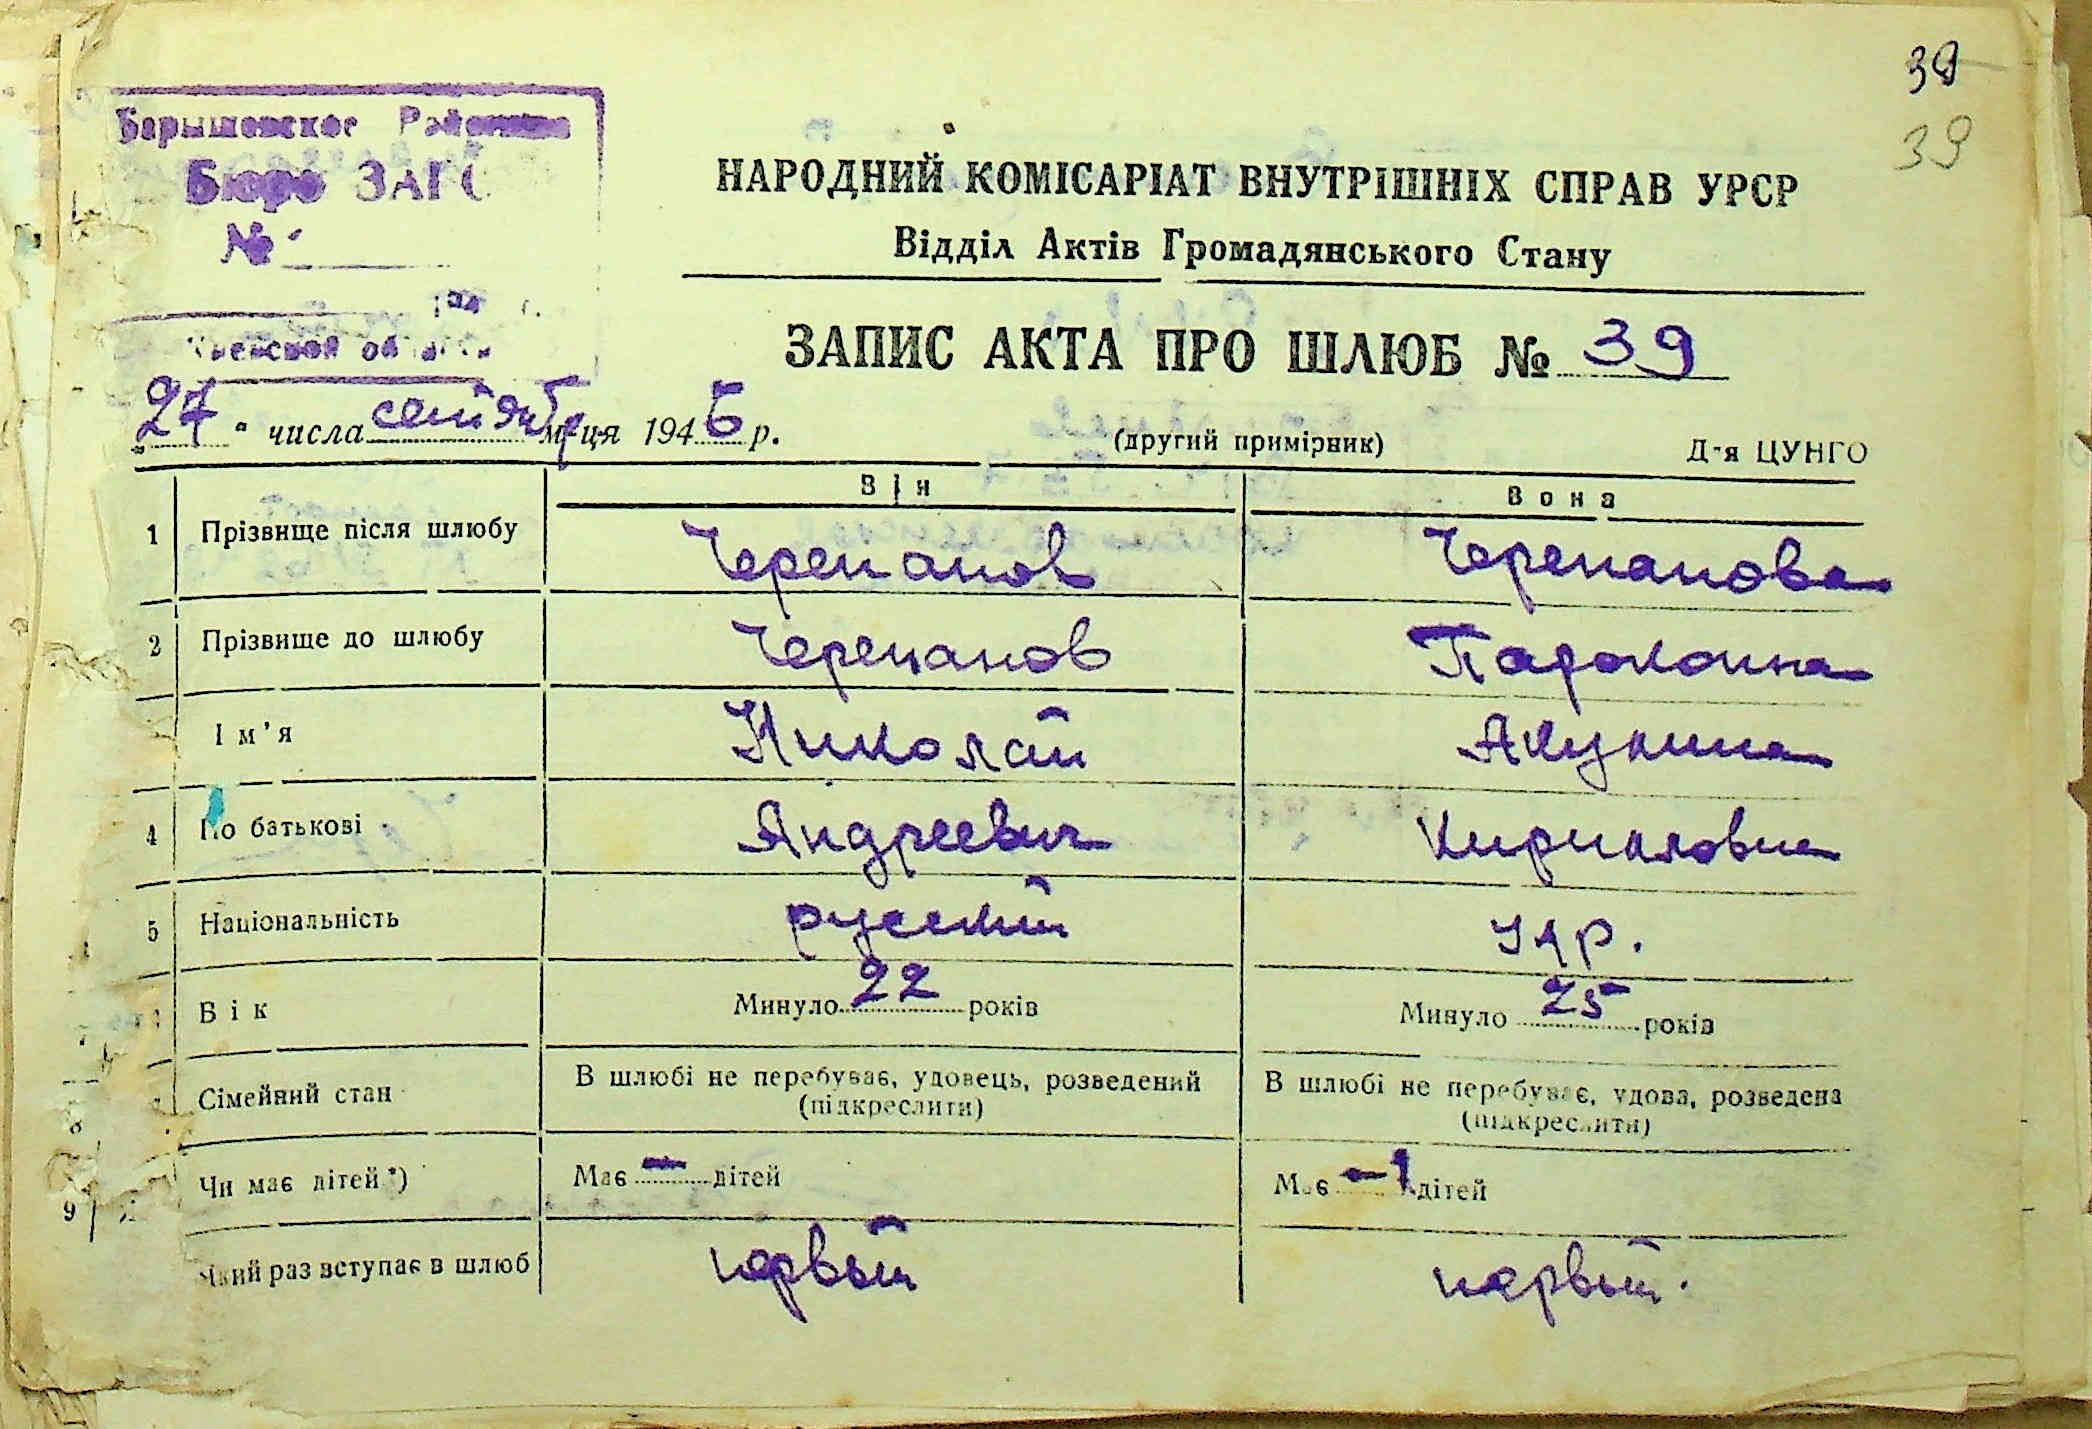 39
39
Барышевское Районное
Бюро ЗАГС
№
Киевской области
НАРОДНИЙ КОМІСАРІАТ ВНУТРІШНІХ СПРАВ УРСР
Відділ Актів Громадянського Стану
ЗАПИС АКТА ПРО ШЛЮБ № 39
„27“ числа сентября м-ця 1945 р.
(другий примірник)
Д-я ЦУНГО
Він Вона
1 Прізвище після шлюбу Черепанов Черепанова
2 Прізвище до шлюбу Черепанов
Ім’я Николай Акулина
4 По батькові Андреевич Кирилловна
5 Національність русский укр.
Вік Минуло 22 років Минуло 25 років
Сімейний стан В шлюбі не перебуває, удовець, розведений В шлюбі не перебуває, удова, розведена
(підкреслити) (підкреслити)
Чи має дітей*) Має — дітей Має – 1 дітей
9
Який раз вступає в шлюб первый первый.